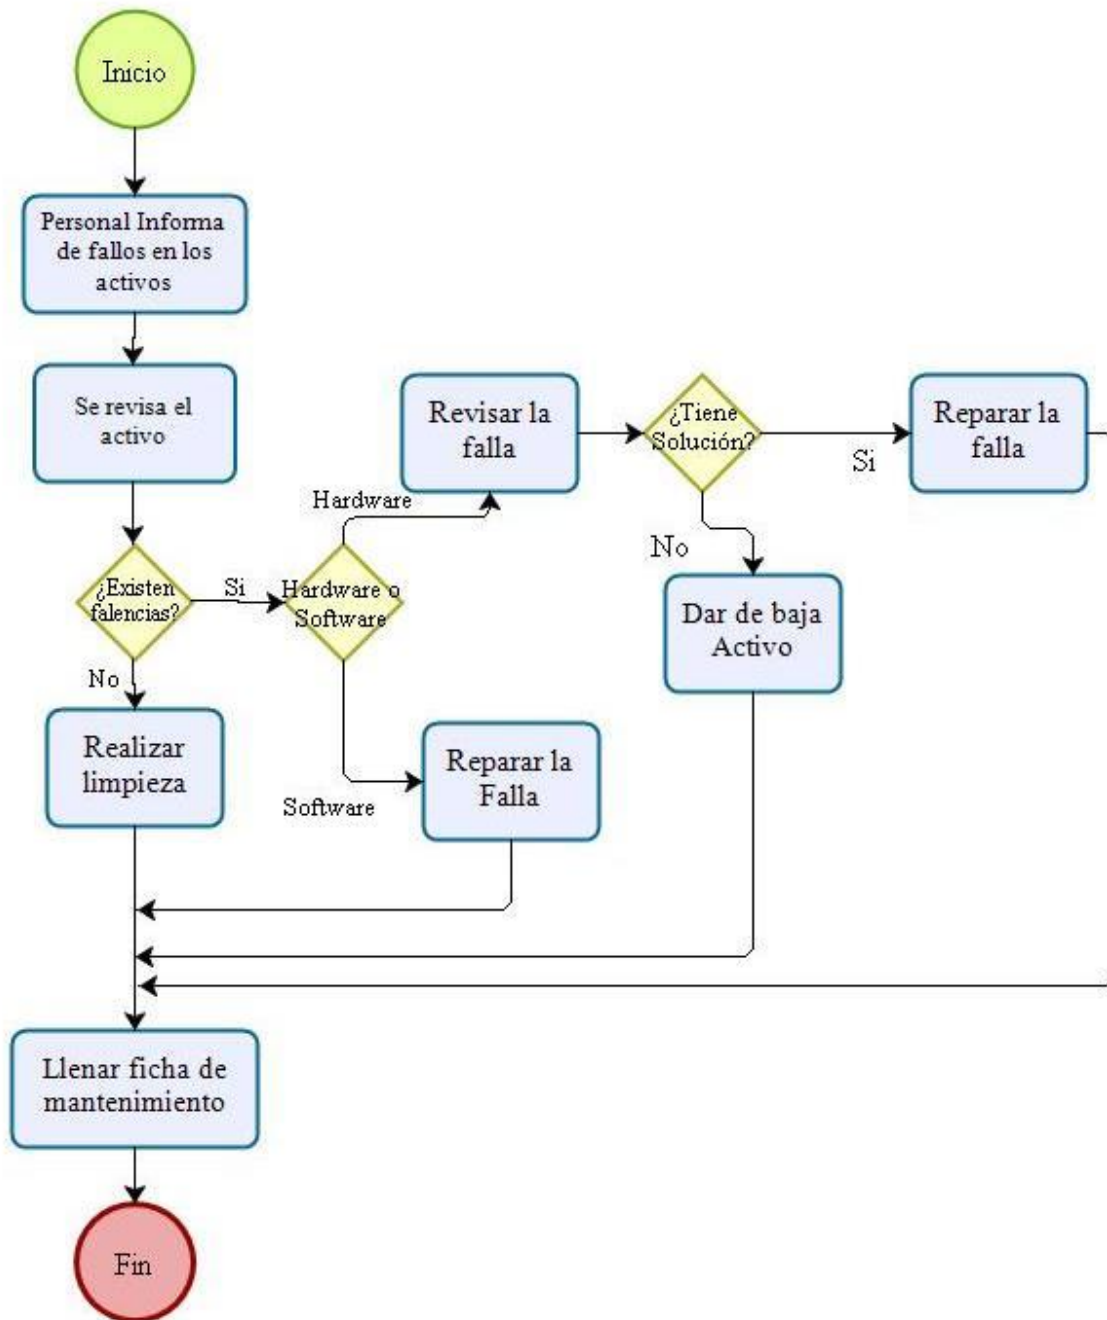 Inicio
Personal Informa
de fallos en los
activos
Se revisa el
activo
¿Existen
falencias?
Si
No
Hardware o
Software
Hardware
Software
Revisar la
falla
¿Tiene
Solución?
Si
No
Reparar la
falla
Dar de baja
Activo
Realizar
limpieza
Reparar la
Falla
Llenar ficha de
mantenimiento
Fin